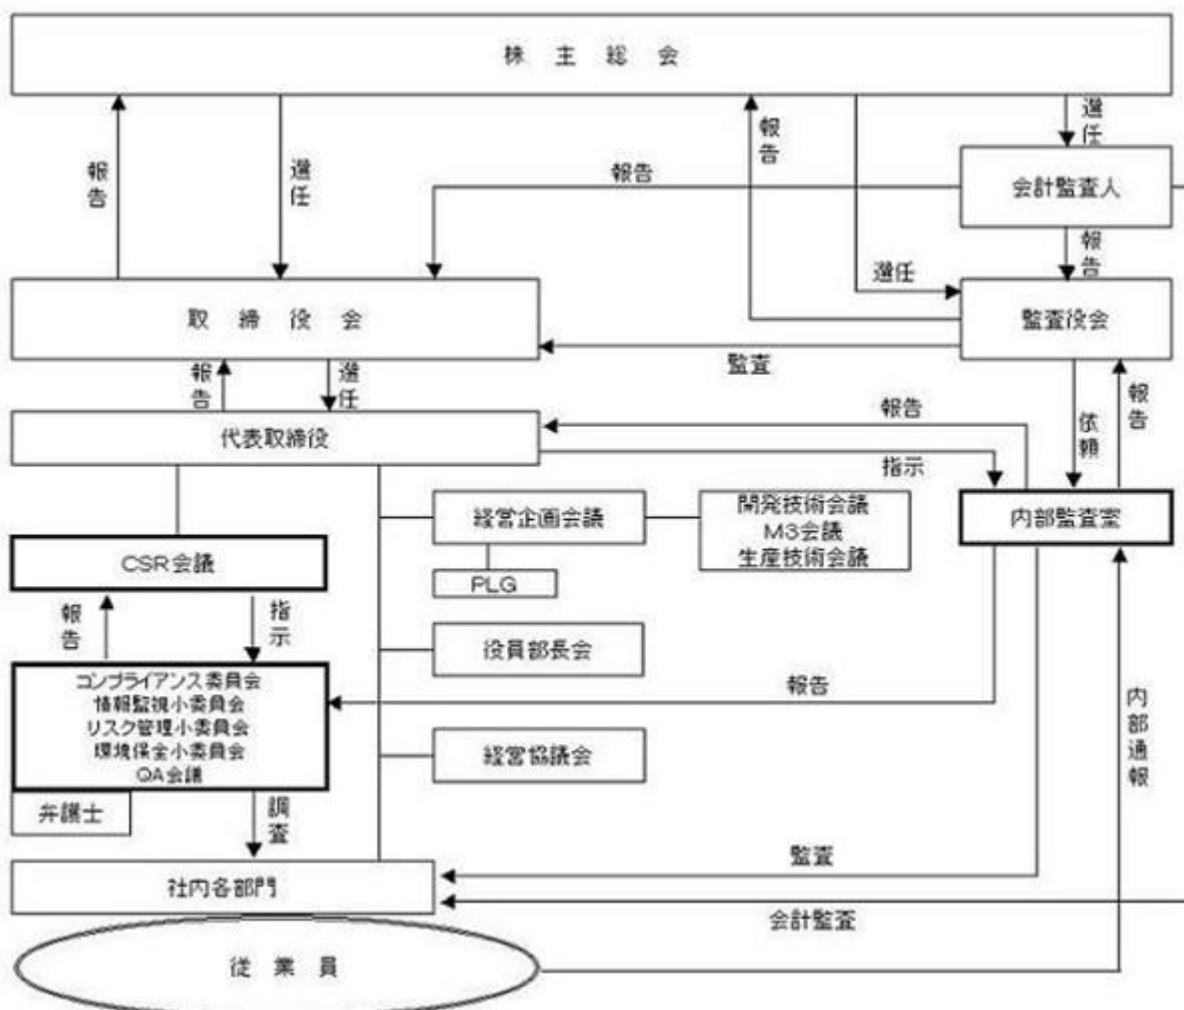 株主総会
報告
選任
報告
選任
報告
会計監査人
報告
選任
取締役会
監査役会
監査
報告
選任
報告
依頼
報告
代表取締役
指示
経営企画会議
開発技術会議
M3会議
生産技術会議
内部監査室
CSR会議
PLG
報告
指示
役員部長会
コンプライアンス委員会
情報監視小委員会
リスク管理小委員会
環境保全小委員会
QA会議
報告
内部通報
経営協議会
弁護士
調査
監査
社内各部門
会計監査
従業員